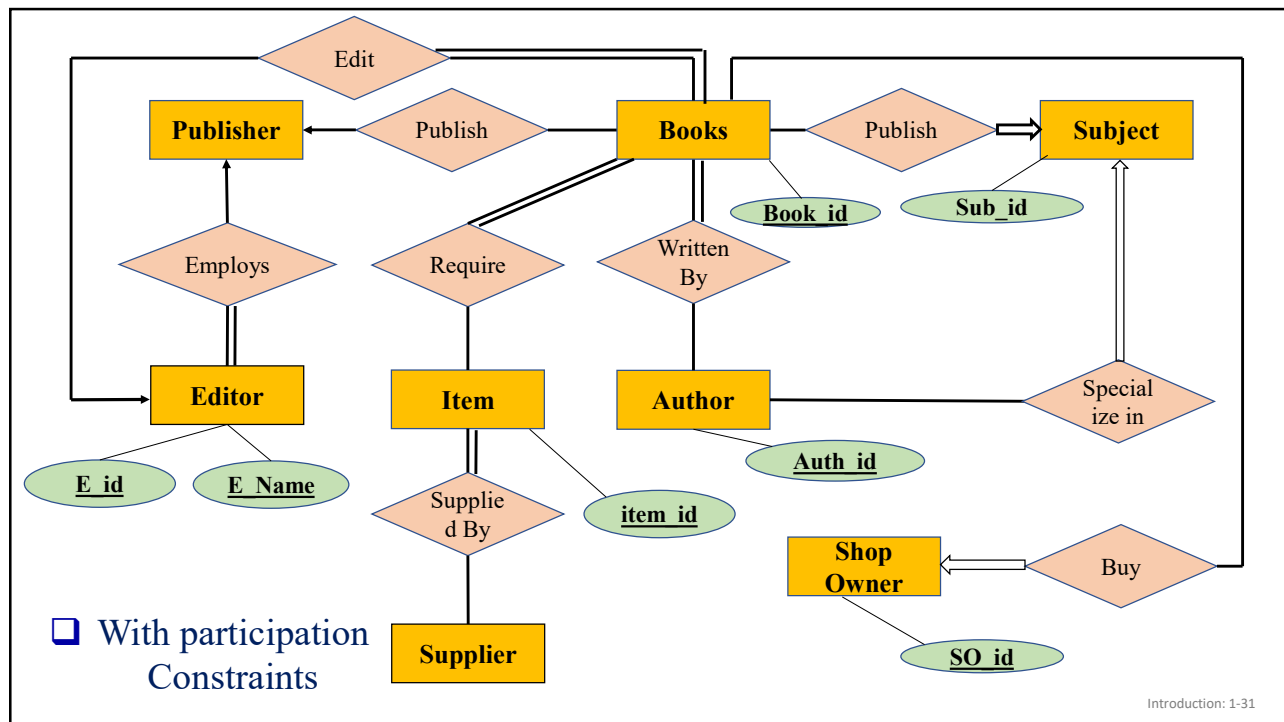 Edit
Publisher
Publish
Books
Publish
Subject
Book_id
Sub_id
Employs
Require
Written
By
Editor
Item
Author
Special
ize in
E_id
E_Name
Auth_id
Supplie
d By
item_id
Shop
Owner
Buy
With participation
Constraints
Supplier
SO_id
Introduction: 1-31